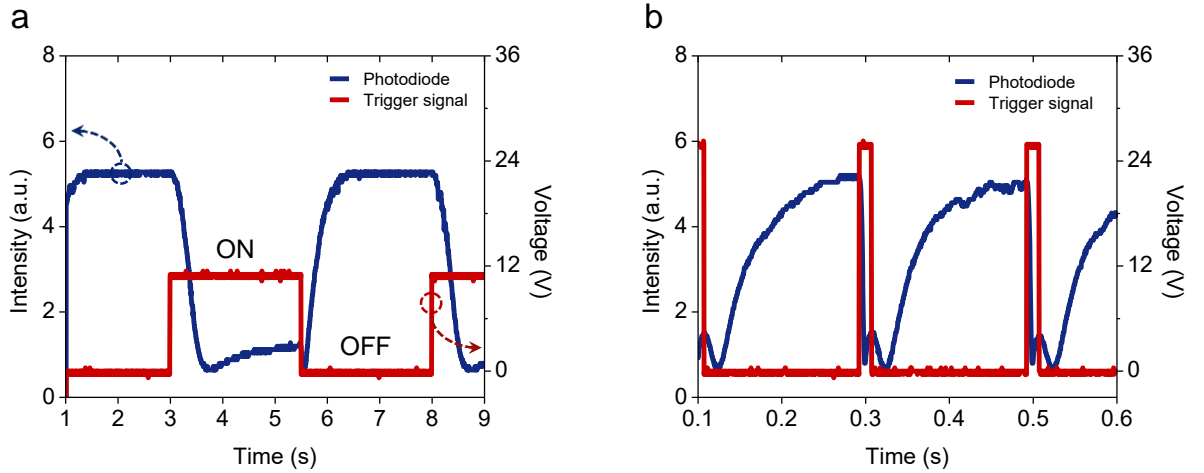 a
8
6
4
2
0
Intensity (a.u.)
36
24
12
0
Voltage (V)
Photodiode
Trigger signal
ON
OFF
1 2 3 4 5 6 7 8 9
Time (s)
b
8
6
4
2
0
Intensity (a.u.)
36
24
12
0
Voltage (V)
Photodiode
Trigger signal
0.1 0.2 0.3 0.4 0.5 0.6
Time (s)